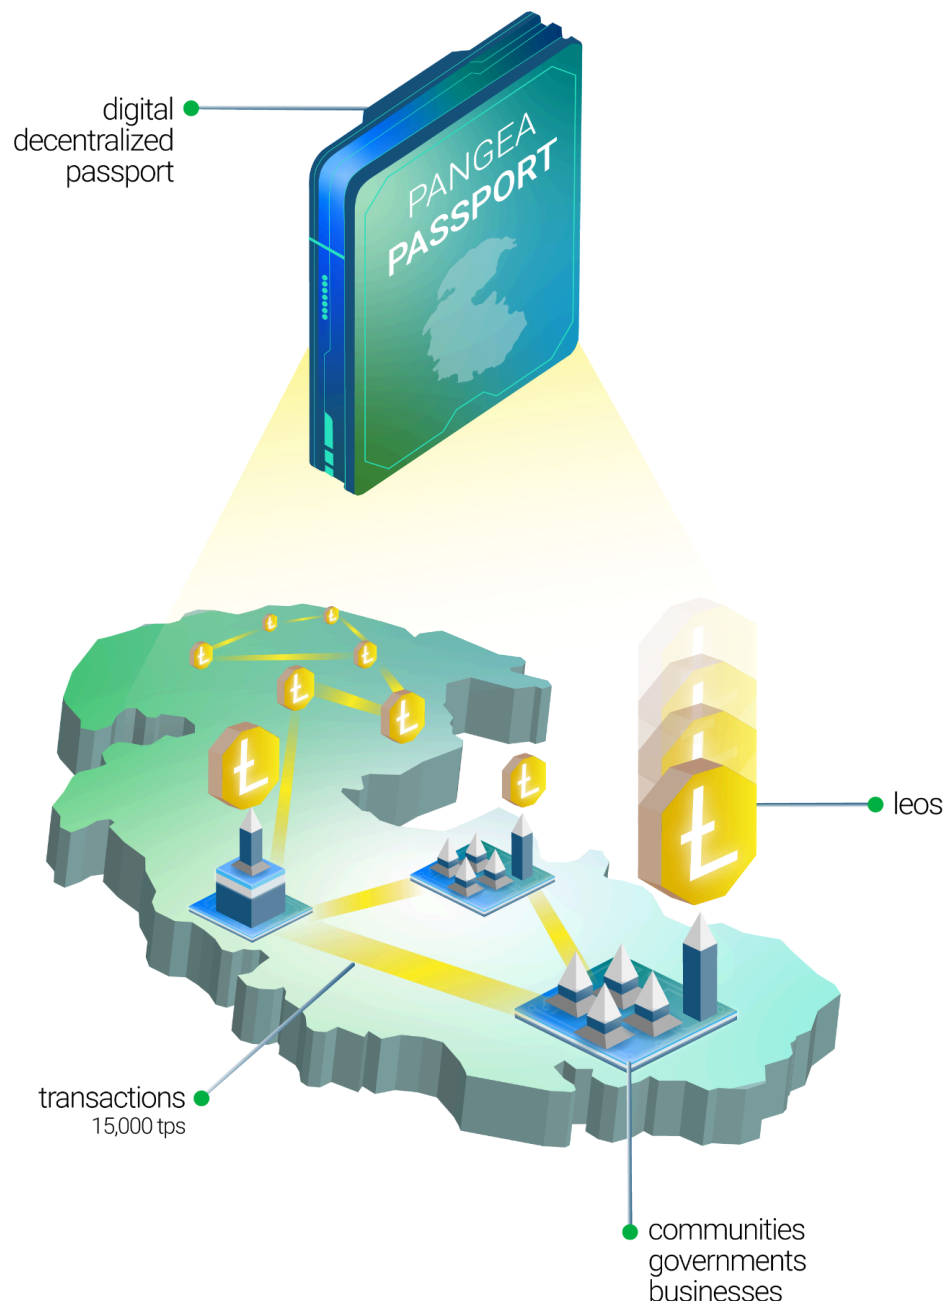 digital
decentralized
passport
PANGEA
PASSPORT
leos
transactions
15,000 tps
communities
governments
businesses